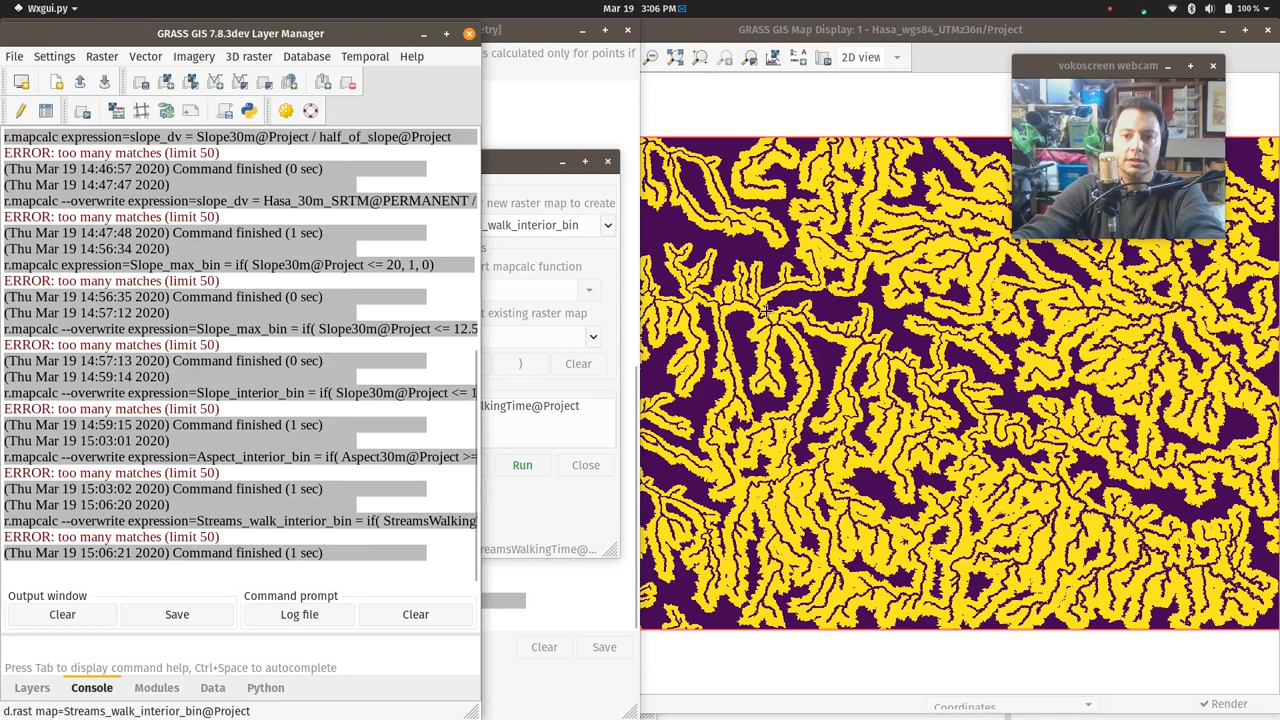 Wxgui.py
Mar 19 3:06 PM
100 %
GRASS GIS 7.8.3dev Layer Manager
etry]
GRASS GIS Map Display: 1 - Hasa_wgs84_UTMz36n/Project
File Settings Raster Vector Imagery 3D raster Database Temporal Help
s calculated only for points if
2D view
vokoscreen webcam
r.mapcalc expression=slope_dv = Slope30m@Project / half_of_slope@Project
ERROR: too many matches (limit 50)
(Thu Mar 19 14:46:57 2020) Command finished (0 sec)
(Thu Mar 19 14:47:47 2020)
r.mapcalc --overwrite expression=slope_dv = Hasa_30m_SRTM@PERMANENT /
ERROR: too many matches (limit 50)
(Thu Mar 19 14:47:48 2020) Command finished (1 sec)
(Thu Mar 19 14:56:34 2020)
r.mapcalc expression=Slope_max_bin = if( Slope30m@Project <= 20, 1, 0)
ERROR: too many matches (limit 50)
(Thu Mar 19 14:56:35 2020) Command finished (0 sec)
(Thu Mar 19 14:57:12 2020)
r.mapcalc --overwrite expression=Slope_max_bin = if( Slope30m@Project <= 12.5
ERROR: too many matches (limit 50)
(Thu Mar 19 14:57:13 2020) Command finished (0 sec)
(Thu Mar 19 14:59:14 2020)
r.mapcalc --overwrite expression=Slope_interior_bin = if( Slope30m@Project <= 1
ERROR: too many matches (limit 50)
(Thu Mar 19 14:59:15 2020) Command finished (1 sec)
(Thu Mar 19 15:03:01 2020)
r.mapcalc --overwrite expression=Aspect_interior_bin = if( Aspect30m@Project >=
ERROR: too many matches (limit 50)
(Thu Mar 19 15:03:02 2020) Command finished (1 sec)
(Thu Mar 19 15:06:20 2020)
r.mapcalc --overwrite expression=Streams_walk_interior_bin = if( StreamsWalking
ERROR: too many matches (limit 50)
(Thu Mar 19 15:06:21 2020) Command finished (1 sec)
new raster map to create
_walk_interior_bin
s
rt mapcalc function
t existing raster map
) Clear
lkingTime@Project
Run Close
reamsWalkingTime@...
Output window Command prompt
Clear Save Log file Clear
Clear Save
Press Tab to display command help, Ctrl+Space to autocomplete
Layers Console Modules Data Python
d.rast map=Streams_walk_interior_bin@Project
Coordinates
Render